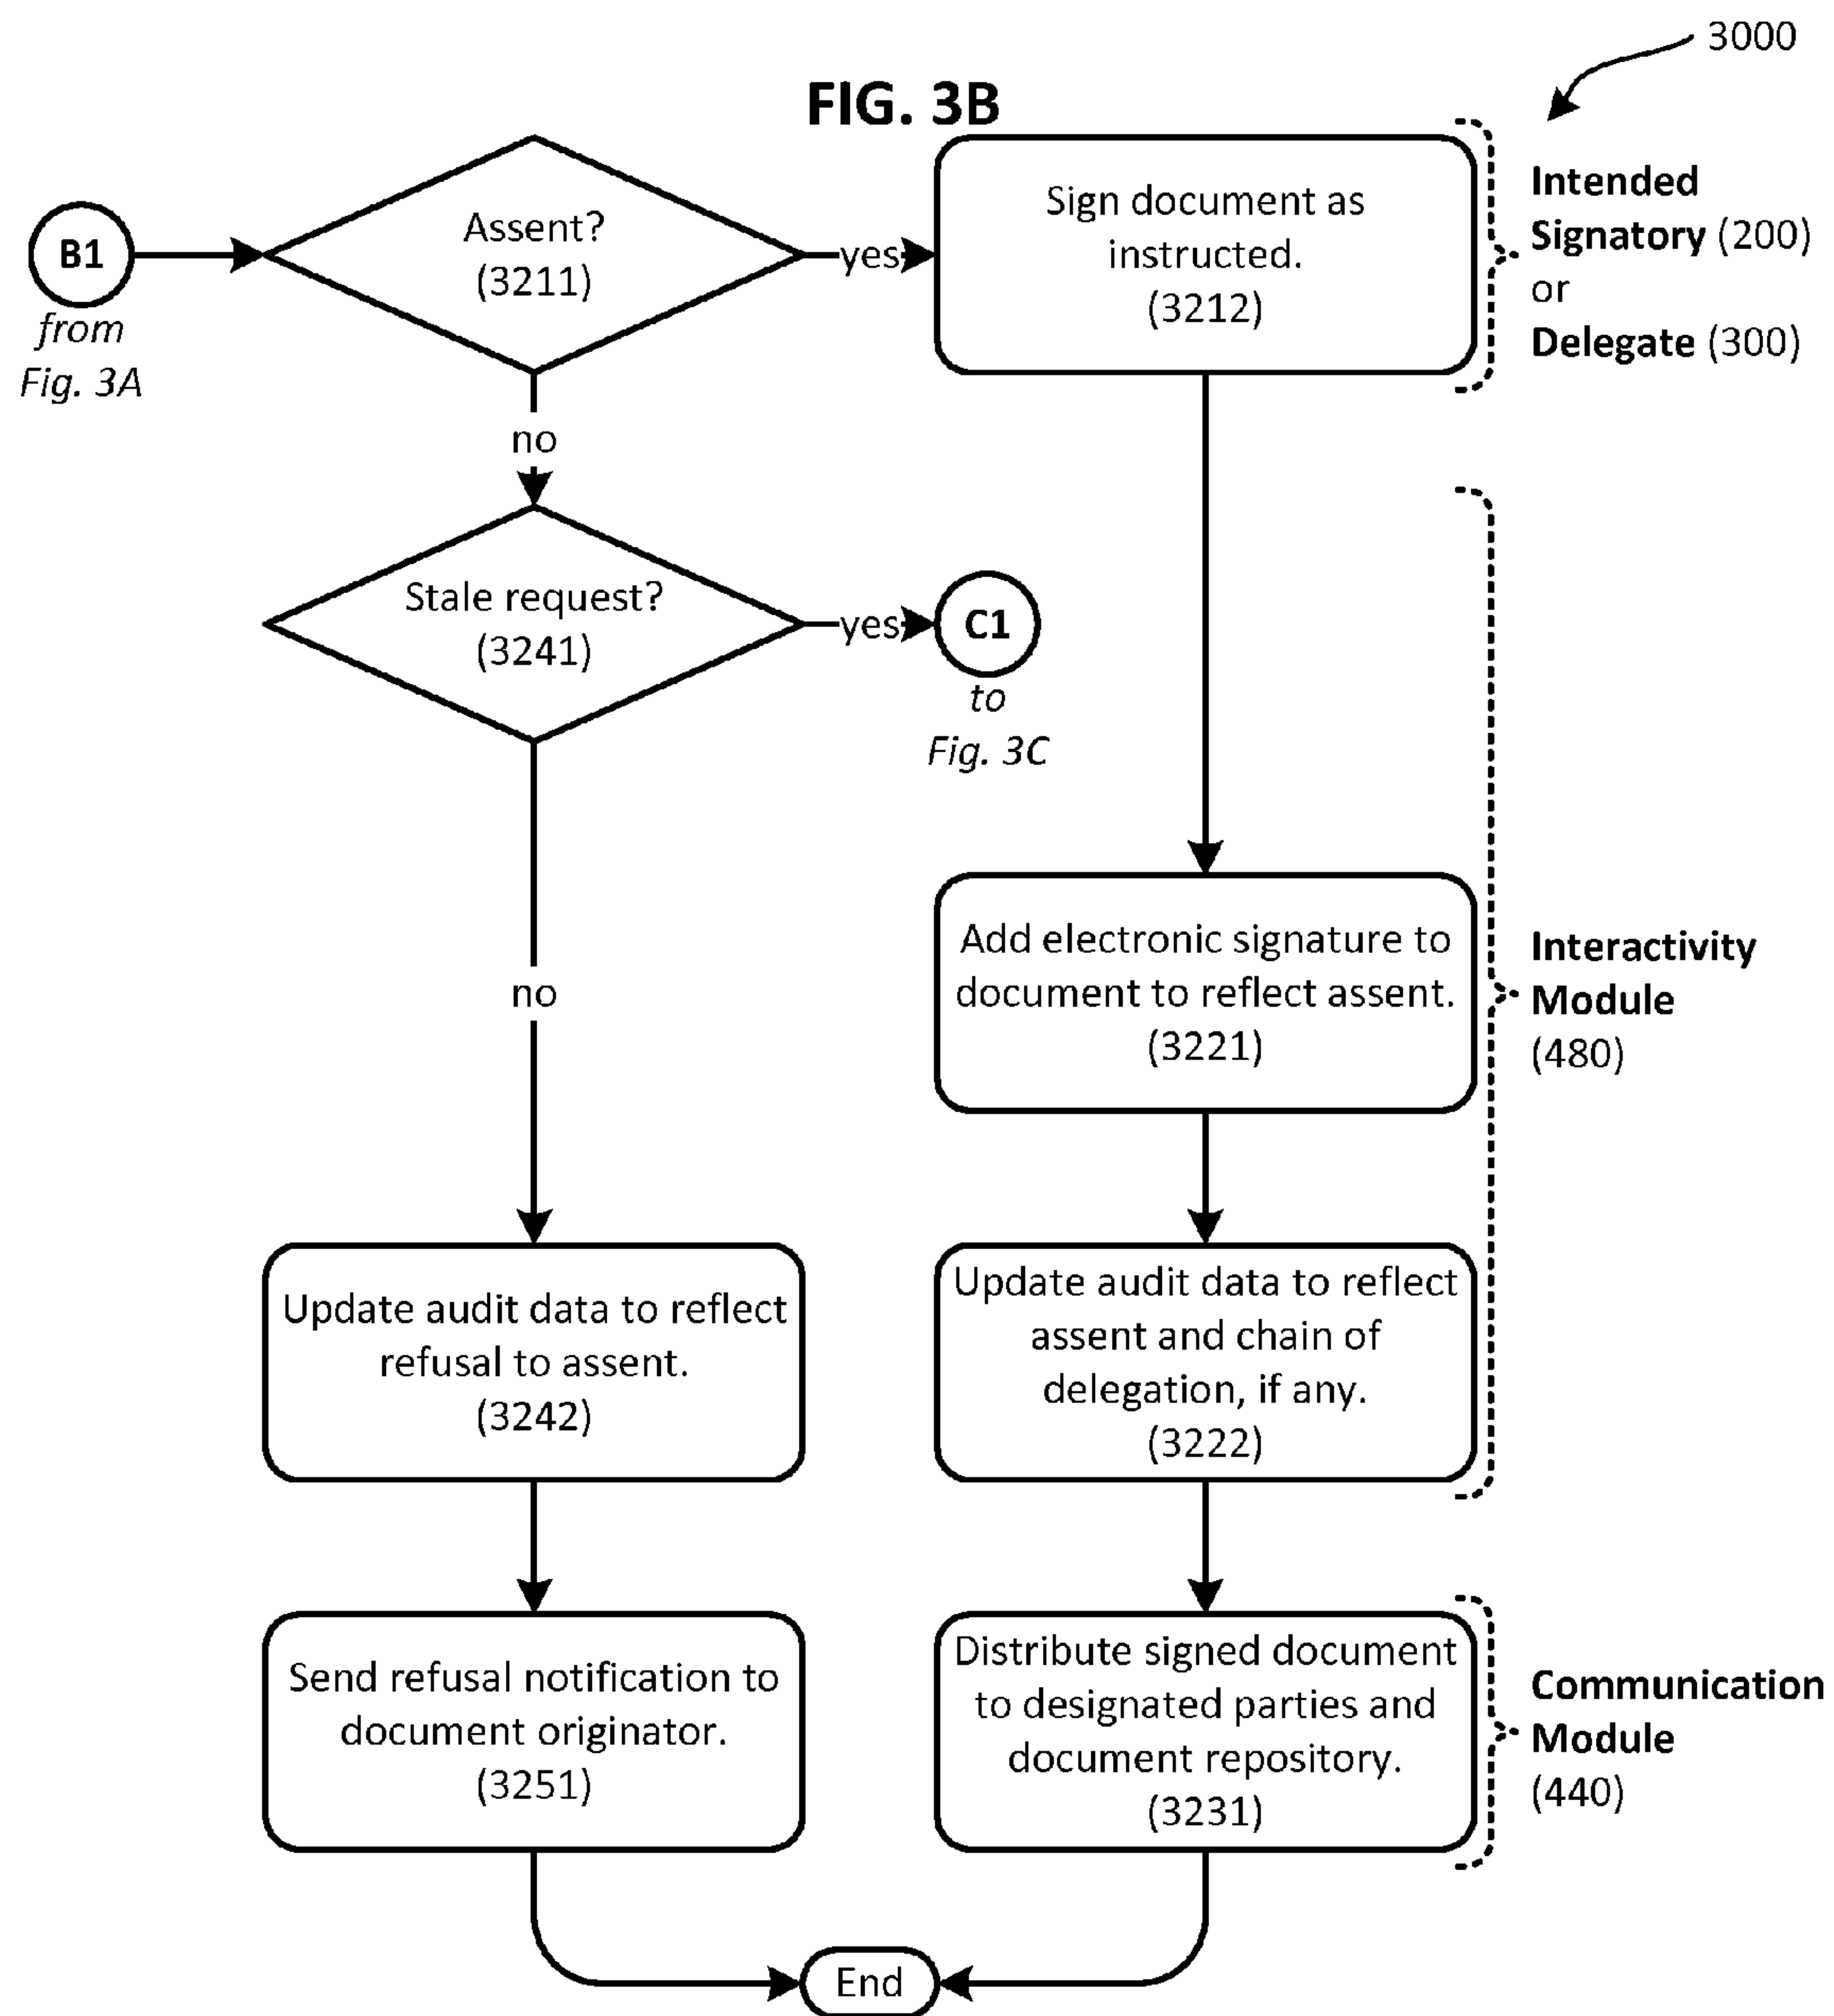 3000
FIG. 3B
B1
from
Fig. 3A
Assent?
(3211)
yes
Sign document as
instructed.
(3212)
Intended
Signatory (200)
or
Delegate (300)
no
Stale request?
(3241)
yes
C1
to
Fig. 3C
no
Add electronic signature to
document to reflect assent.
(3221)
Interactivity
Module
(480)
Update audit data to reflect
refusal to assent.
(3242)
Update audit data to reflect
assent and chain of
delegation, if any.
(3222)
Send refusal notification to
document originator.
(3251)
Distribute signed document
to designated parties and
document repository.
(3231)
Communication
Module
(440)
End